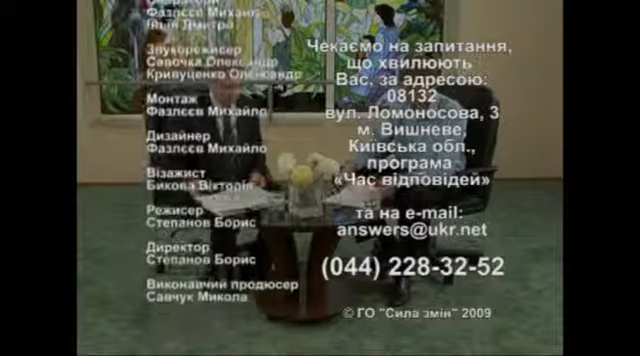 Оператори
Фазлєєв Михайло
Дмитро
Звукорежисер
Савочка Олександр
Кривуценко Олександр
Монтаж
Фазлєєв Михайло
Дизайнер
Фазлєєв Михайло
Візажист
Бикова Вікторія
Режисер
Степанов Борис
Директор
Степанов Борис
Виконавчий продюсер
Савчук Микола
Чекаємо на запитання,
що хвилюють
Вас, за адресою:
08132
вул. Ломоносова, 3
м. Вишневе,
Київська обл.,
програма
«Час відповідей»
та на e-mail:
answers@ukr.net
(044) 228-32-52
© ГО "Сила змін" 2009